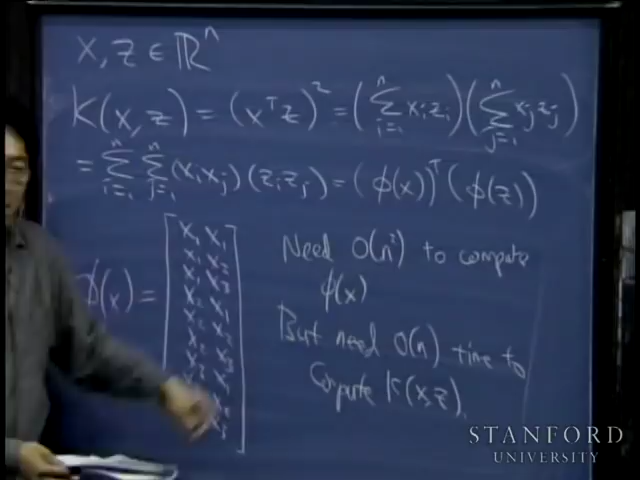 x, z ∈ ℝⁿ
K(x, z) = (xᵀz)² = (∑ⁿᵢ₌₁ xᵢzᵢ)(∑ⁿⱼ₌₁ xⱼzⱼ)
= ∑ⁿᵢ₌₁ ∑ⁿⱼ₌₁ (xᵢxⱼ)(zᵢzⱼ) = (φ(x))ᵀ(φ(z))
φ(x) =
x₁x₁
x₁x₂
x₁x₃
x₂x₁
x₂x₂
x₂x₃
x₃x₁
Need O(n²) to compute
φ(x)
But need O(n) time to
compute K(x,z).
STANFORD
UNIVERSITY